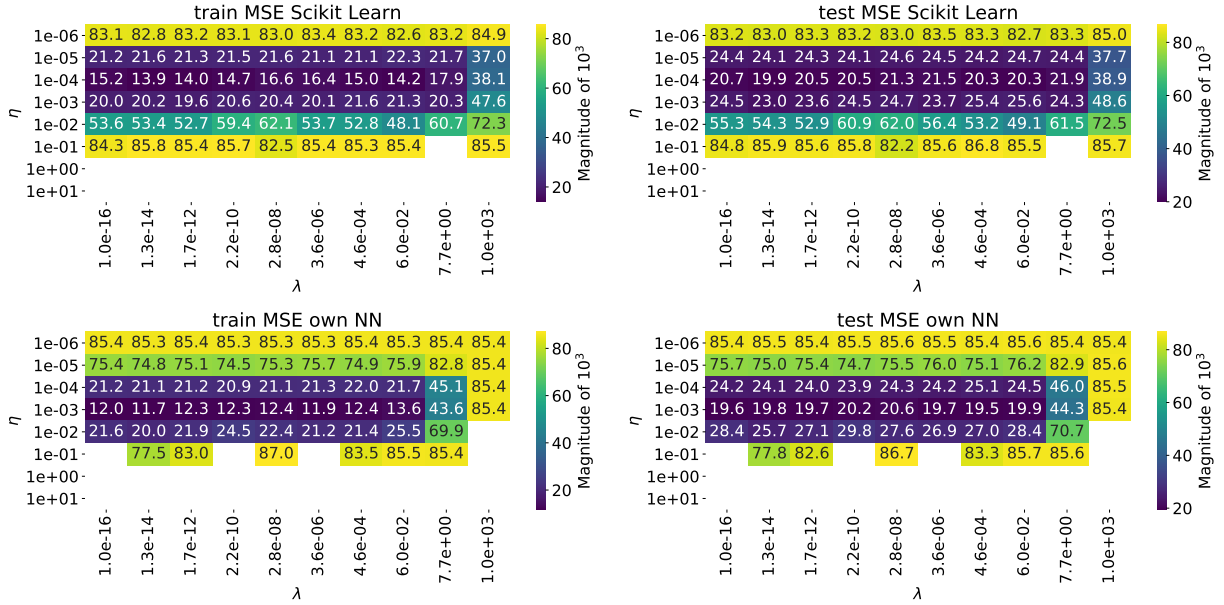 train MSE Scikit Learn
1e-06 83.1 82.8 83.2 83.1 83.0 83.4 83.2 82.6 83.2 84.9
1e-05 21.2 21.6 21.3 21.5 21.6 21.2 21.1 22.3 21.7 37.0
1e-04 15.2 13.9 14.0 14.7 16.6 16.4 15.0 14.2 17.9 38.1
1e-03 20.0 20.2 19.6 20.6 20.4 20.1 21.6 21.3 20.3 47.6
1e-02 53.6 53.4 52.7 59.4 62.1 53.7 52.8 48.1 60.7 72.3
1e-01 84.3 85.8 85.4 85.7 82.5 85.4 85.3 85.4 85.5
1e+00
1e+01
η
1.0e-16 1.3e-14 1.7e-12 2.2e-10 2.8e-08 3.6e-06 4.6e-04 6.0e-02 7.7e+00 1.0e+03
λ
80
60
40
20
Magnitude of 10³
test MSE Scikit Learn
1e-06 83.2 83.0 83.3 83.2 83.0 83.5 83.3 82.7 83.3 85.0
1e-05 24.4 24.1 24.3 24.2 24.4 24.1 23.9 24.9 24.4 37.7
1e-04 20.7 19.9 20.5 20.5 21.3 21.5 20.3 20.3 21.9 38.9
1e-03 24.5 23.0 23.6 24.5 24.7 23.7 25.4 25.6 24.3 48.6
1e-02 55.3 54.3 52.9 60.9 62.0 56.4 53.2 49.1 61.5 72.5
1e-01 84.8 85.9 85.6 85.8 82.2 85.6 86.8 85.5 85.7
1e+00
1e+01
η
1.0e-16 1.3e-14 1.7e-12 2.2e-10 2.8e-08 3.6e-06 4.6e-04 6.0e-02 7.7e+00 1.0e+03
λ
80
60
40
20
Magnitude of 10³
train MSE own NN
1e-06 85.4 85.3 85.4 85.3 85.3 85.3 85.4 85.3 85.4 85.4
1e-05 75.4 74.8 75.1 74.5 75.3 75.7 74.9 75.9 82.8 85.4
1e-04 21.2 21.1 21.2 20.9 21.1 21.3 22.0 21.7 45.1 85.4
1e-03 12.0 11.7 12.3 12.3 12.4 11.9 12.4 13.6 43.6 85.4
1e-02 21.6 20.0 21.9 24.5 22.4 21.2 21.4 25.5 69.9
1e-01 77.5 83.0 87.0 83.5 85.5 85.4
1e+00
1e+01
η
1.0e-16 1.3e-14 1.7e-12 2.2e-10 2.8e-08 3.6e-06 4.6e-04 6.0e-02 7.7e+00 1.0e+03
λ
80
60
40
20
Magnitude of 10³
test MSE own NN
1e-06 85.4 85.5 85.4 85.5 85.4 85.5 85.4 85.4 85.4 85.4
1e-05 75.7 75.0 75.4 74.7 75.5 76.0 75.1 76.2 82.9 85.6
1e-04 24.2 24.1 24.0 23.9 24.3 24.2 25.1 24.5 46.0 85.5
1e-03 19.6 19.8 19.7 20.2 20.6 19.7 19.5 19.9 44.3 85.4
1e-02 28.4 25.7 27.1 29.8 27.6 26.9 27.0 28.4 70.7
1e-01 77.8 82.6 86.7 83.3 85.7 85.6
1e+00
1e+01
η
1.0e-16 1.3e-14 1.7e-12 2.2e-10 2.8e-08 3.6e-06 4.6e-04 6.0e-02 7.7e+00 1.0e+03
λ
80
60
40
20
Magnitude of 10³